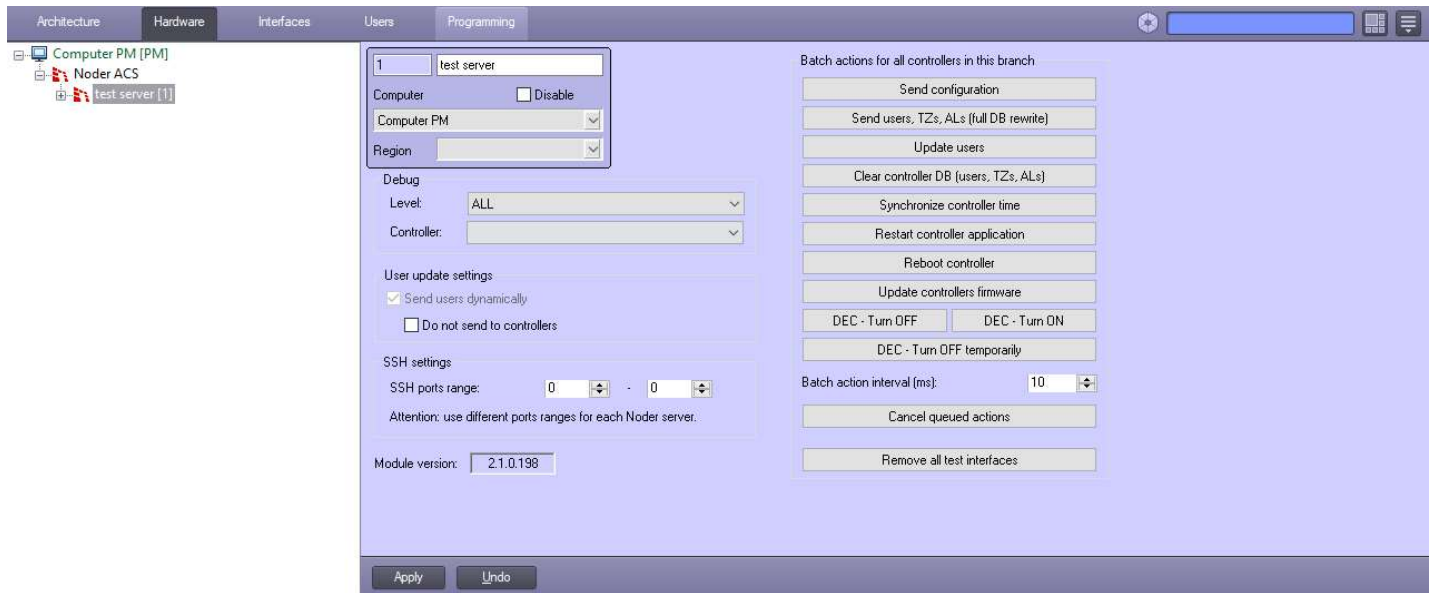 Architecture Hardware Interfaces Users Programming
Computer PM [PM]
Noder ACS
test server [1]
1 test server
Computer Disable
Computer PM
Region
Debug
Level: ALL
Controller:
User update settings
Send users dynamically
Do not send to controllers
SSH settings
SSH ports range: 0 - 0
Attention: use different ports ranges for each Noder server.
Module version: 2.1.0.198
Batch actions for all controllers in this branch
Send configuration
Send users, TZs, ALs (full DB rewrite)
Update users
Clear controller DB (users, TZs, ALs)
Synchronize controller time
Restart controller application
Reboot controller
Update controllers firmware
DEC - Turn OFF DEC - Turn ON
DEC - Turn OFF temporarily
Batch action interval (ms): 10
Cancel queued actions
Remove all test interfaces
Apply Undo